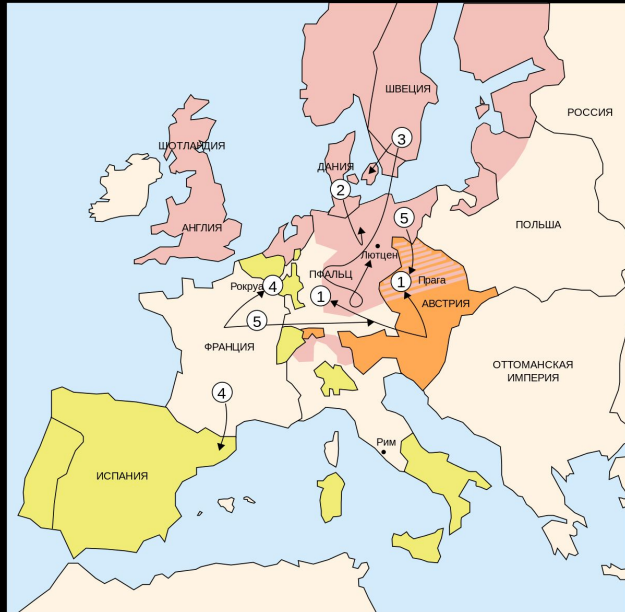 ШВЕЦИЯ
РОССИЯ
3
ШОТЛАНДИЯ
ДАНИЯ
2
5
АНГЛИЯ
ПОЛЬША
Лютцен
ПФАЛЬЦ
Прага
Рокруа
4
1
1
АВСТРИЯ
5
ФРАНЦИЯ
ОТТОМАНСКАЯ
ИМПЕРИЯ
4
Рим
ИСПАНИЯ